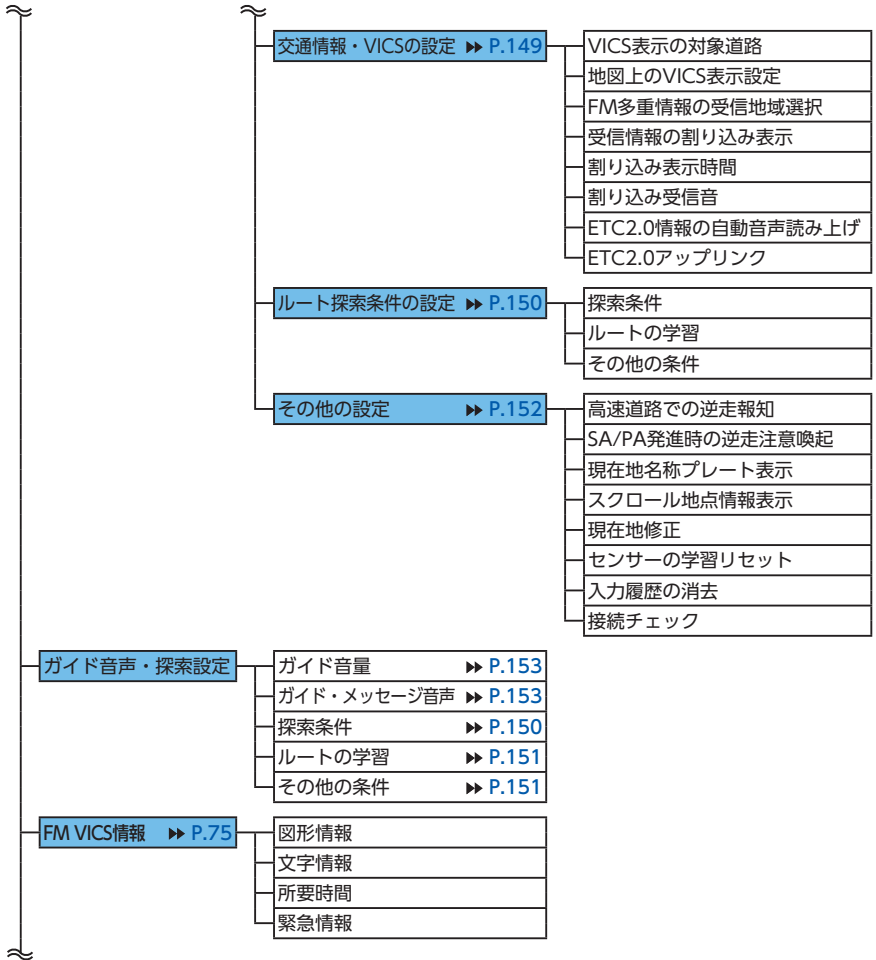 交通情報・VICSの設定 ▶▶ P.149
VICS表示の対象道路
地図上のVICS表示設定
FM多重情報の受信地域選択
受信情報の割り込み表示
割り込み表示時間
割り込み受信音
ETC2.0情報の自動音声読み上げ
ETC2.0アップリンク
ルート探索条件の設定 ▶▶ P.150
探索条件
ルートの学習
その他の条件
その他の設定 ▶▶ P.152
高速道路での逆走報知
SA/PA発進時の逆走注意喚起
現在地名称プレート表示
スクロール地点情報表示
現在地修正
センサーの学習リセット
入力履歴の消去
接続チェック
ガイド音声・探索設定
ガイド音量 ▶▶ P.153
ガイド・メッセージ音声 ▶▶ P.153
探索条件 ▶▶ P.150
ルートの学習 ▶▶ P.151
その他の条件 ▶▶ P.151
FM VICS情報 ▶▶ P.75
図形情報
文字情報
所要時間
緊急情報